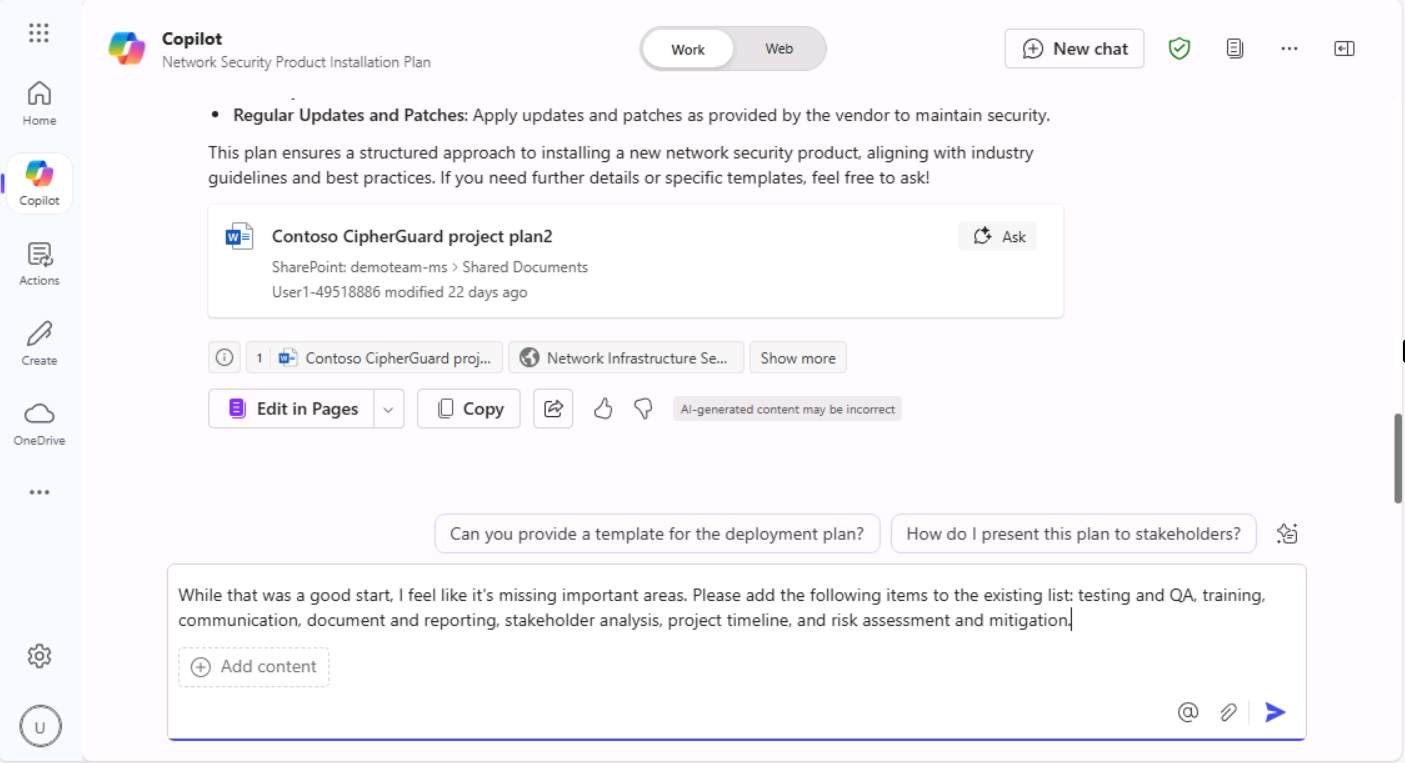 Copilot
Network Security Product Installation Plan
Work
Web
New chat
Home
Copilot
Actions
Create
OneDrive
• Regular Updates and Patches: Apply updates and patches as provided by the vendor to maintain security.
This plan ensures a structured approach to installing a new network security product, aligning with industry
guidelines and best practices. If you need further details or specific templates, feel free to ask!
Contoso CipherGuard project plan2
Ask
SharePoint: demoteam-ms > Shared Documents
User1-49518886 modified 22 days ago
1 Contoso CipherGuard proj...
Network Infrastructure Se...
Show more
Edit in Pages
Copy
AI-generated content may be incorrect
Can you provide a template for the deployment plan?
How do I present this plan to stakeholders?
While that was a good start, I feel like it's missing important areas. Please add the following items to the existing list: testing and QA, training,
communication, document and reporting, stakeholder analysis, project timeline, and risk assessment and mitigation.
Add content
U